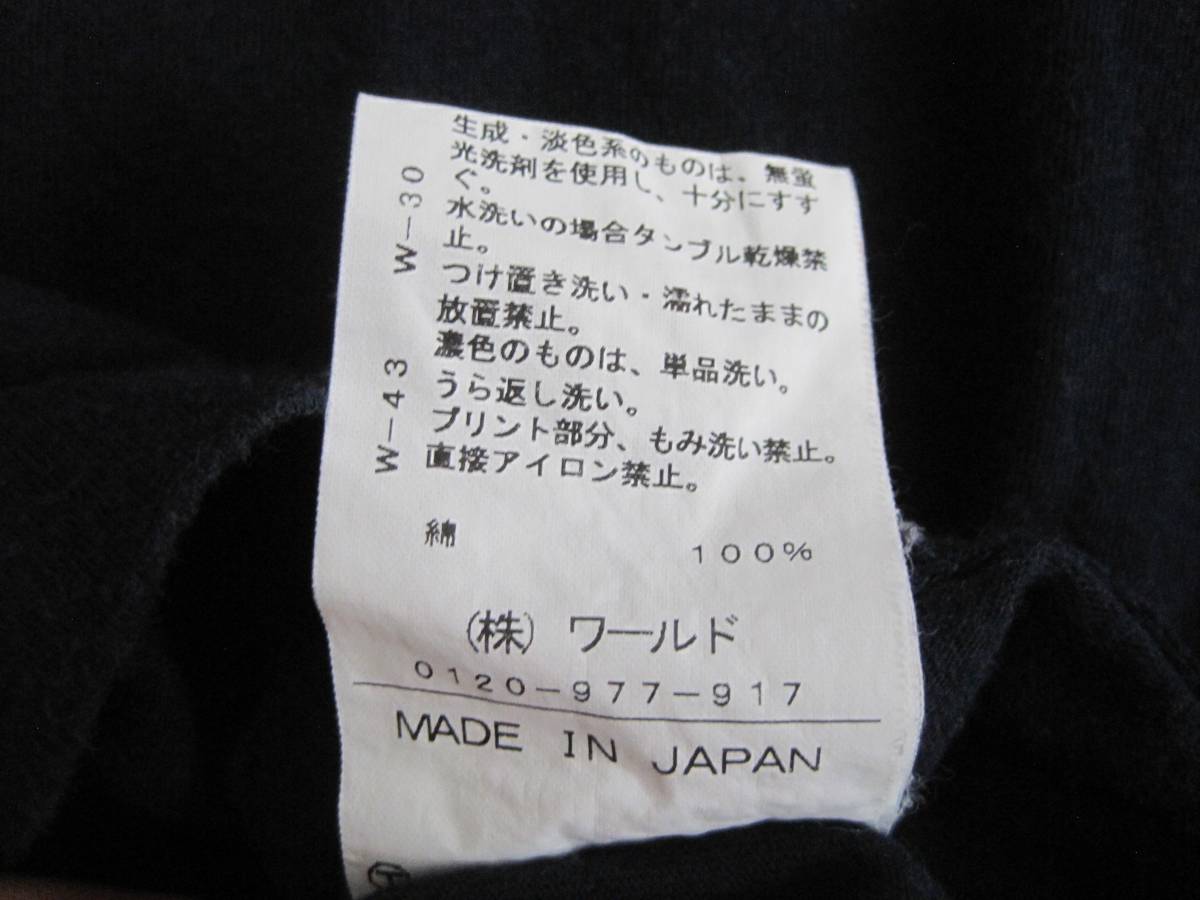 生成・淡色系のものは、無蛍
光洗剤を使用し、十分にすす
ぐ。
水洗いの場合タンブル乾燥禁
止。
つけ置き洗い・濡れたままの
放置禁止。
濃色のものは、単品洗い。
うら返し洗い。
プリント部分、もみ洗い禁止。
直接アイロン禁止。
W-30
W-43
綿 100%
(株) ワールド
0120-977-917
MADE IN JAPAN